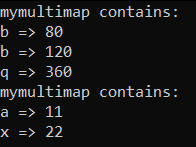 mymultimap contains:
b => 80
b => 120
q => 360
mymultimap contains:
a => 11
x => 22